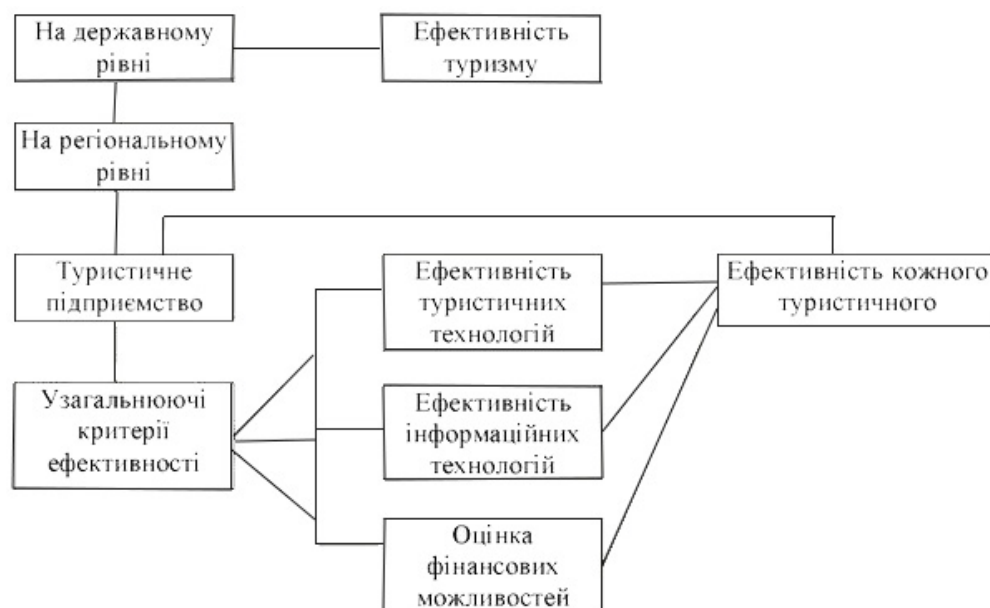 На державному
рівні
Ефективність
туризму
На регіональному
рівні
Туристичне
підприємство
Ефективність
туристичних
технологій
Ефективність кожного
туристичного
Узагальнюючі
критерії
ефективності
Ефективність
інформаційних
технологій
Оцінка
фінансових
можливостей